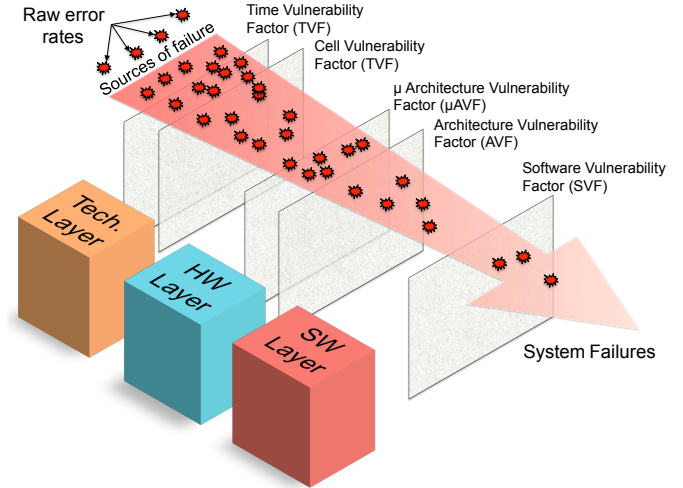 Raw error
rates
Sources of failure
Time Vulnerability
Factor (TVF)
Cell Vulnerability
Factor (TVF)
μ Architecture Vulnerability
Factor (μAVF)
Architecture Vulnerability
Factor (AVF)
Software Vulnerability
Factor (SVF)
Tech.
Layer
HW
Layer
SW
Layer
System Failures